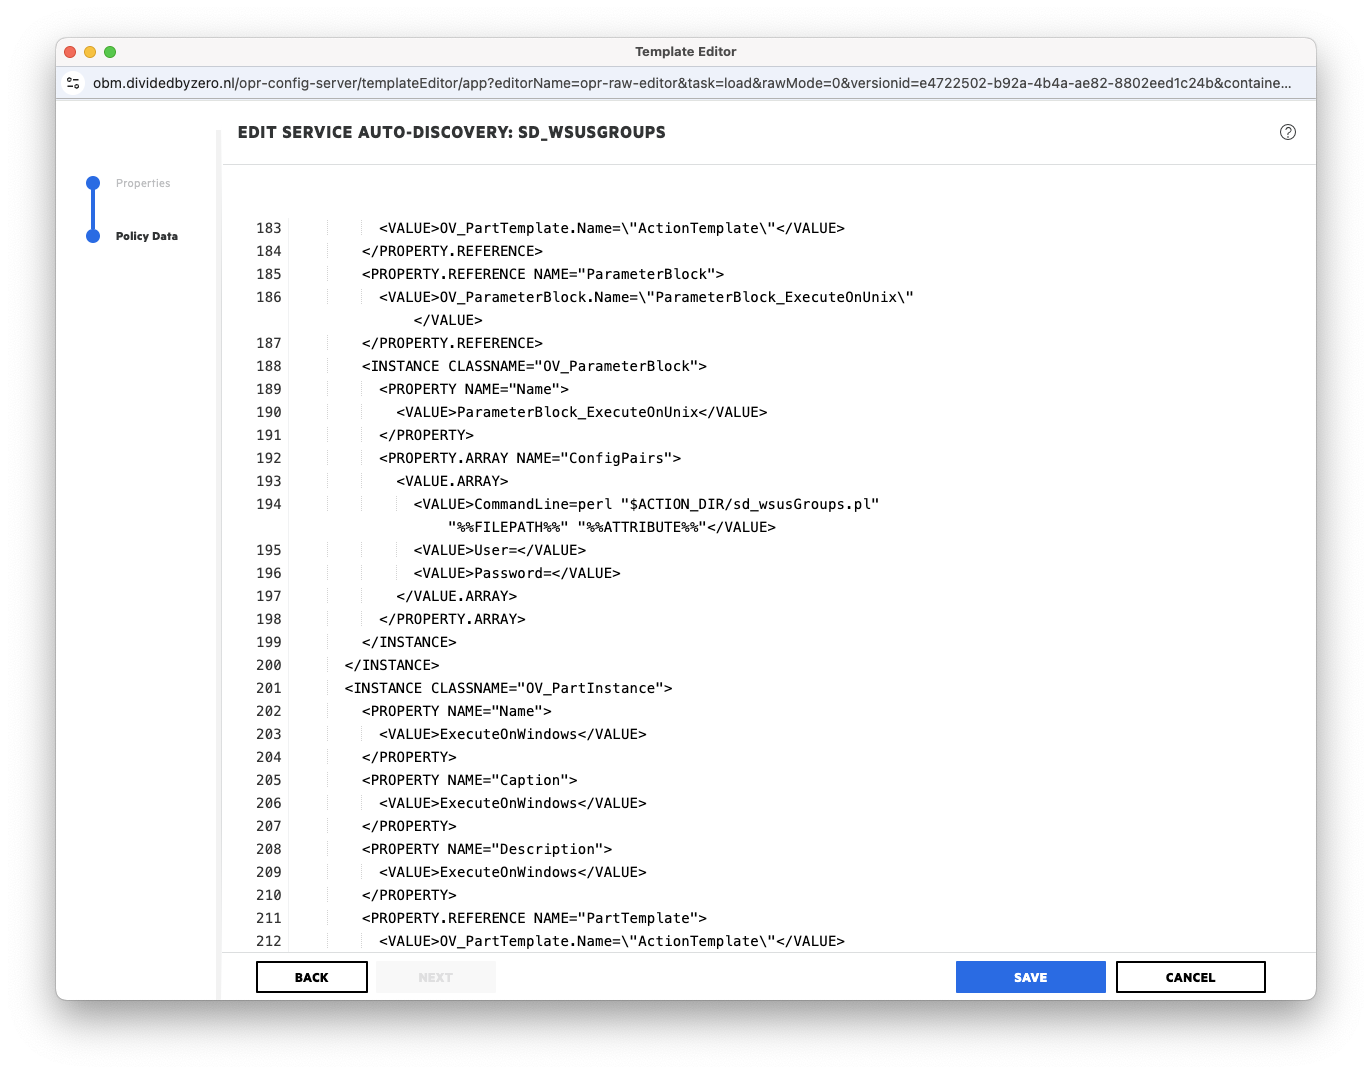 Template Editor
obm.dividedbyzero.nl/opr-config-server/templateEditor/app?editorName=opr-raw-editor&task=load&rawMode=0&versionid=e4722502-b92a-4b4a-ae82-8802eed1c24b&containe...
EDIT SERVICE AUTO-DISCOVERY: SD_WSUSGROUPS
?
Properties
Policy Data
183 <VALUE>OV_PartTemplate.Name=\"ActionTemplate\"</VALUE>
184 </PROPERTY.REFERENCE>
185 <PROPERTY.REFERENCE NAME="ParameterBlock">
186 <VALUE>OV_ParameterBlock.Name=\"ParameterBlock_ExecuteOnUnix\"
</VALUE>
187 </PROPERTY.REFERENCE>
188 <INSTANCE CLASSNAME="OV_ParameterBlock">
189 <PROPERTY NAME="Name">
190 <VALUE>ParameterBlock_ExecuteOnUnix</VALUE>
191 </PROPERTY>
192 <PROPERTY.ARRAY NAME="ConfigPairs">
193 <VALUE.ARRAY>
194 <VALUE>CommandLine=perl "$ACTION_DIR/sd_wsusGroups.pl"
"%%FILEPATH%%" "%%ATTRIBUTE%%"</VALUE>
195 <VALUE>User=</VALUE>
196 <VALUE>Password=</VALUE>
197 </VALUE.ARRAY>
198 </PROPERTY.ARRAY>
199 </INSTANCE>
200 </INSTANCE>
201 <INSTANCE CLASSNAME="OV_PartInstance">
202 <PROPERTY NAME="Name">
203 <VALUE>ExecuteOnWindows</VALUE>
204 </PROPERTY>
205 <PROPERTY NAME="Caption">
206 <VALUE>ExecuteOnWindows</VALUE>
207 </PROPERTY>
208 <PROPERTY NAME="Description">
209 <VALUE>ExecuteOnWindows</VALUE>
210 </PROPERTY>
211 <PROPERTY.REFERENCE NAME="PartTemplate">
212 <VALUE>OV_PartTemplate.Name=\"ActionTemplate\"</VALUE>
BACK
NEXT
SAVE
CANCEL